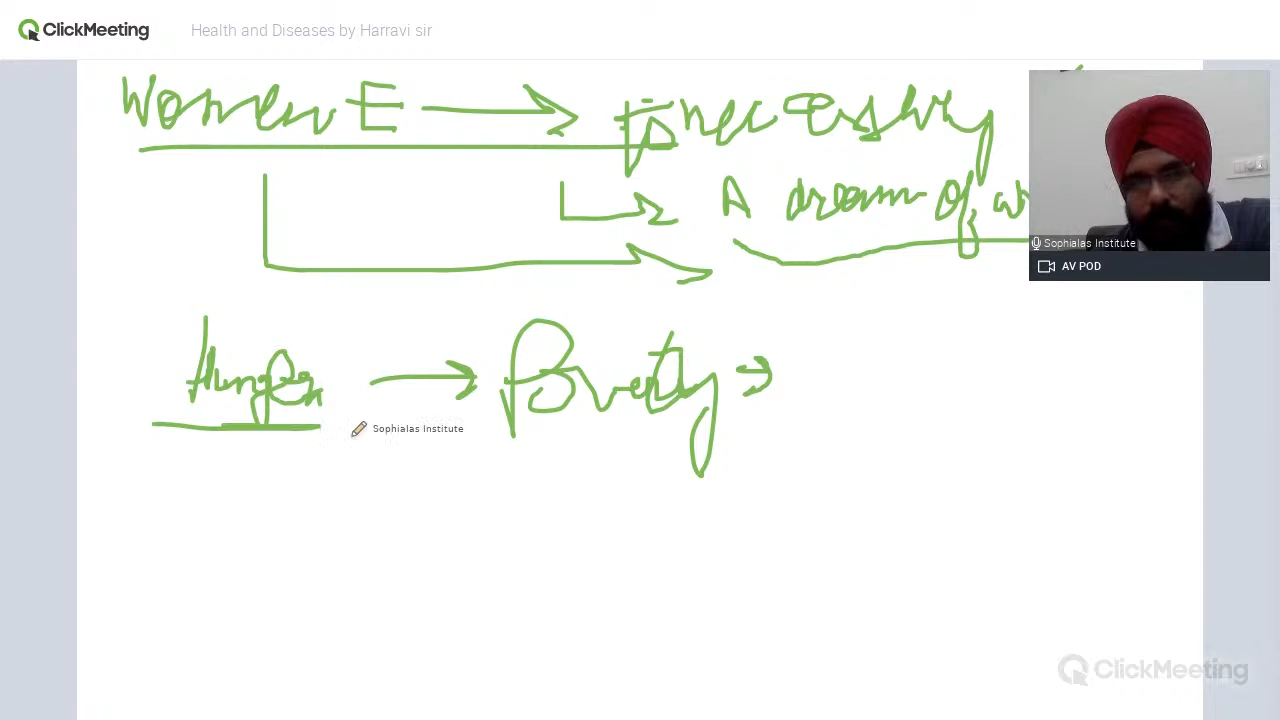 ClickMeeting Health and Diseases by Harravi sir
Women E → necessary
A dream of
Sophialas Institute
AV POD
Hunger → Poverty →
Sophialas Institute
ClickMeeting